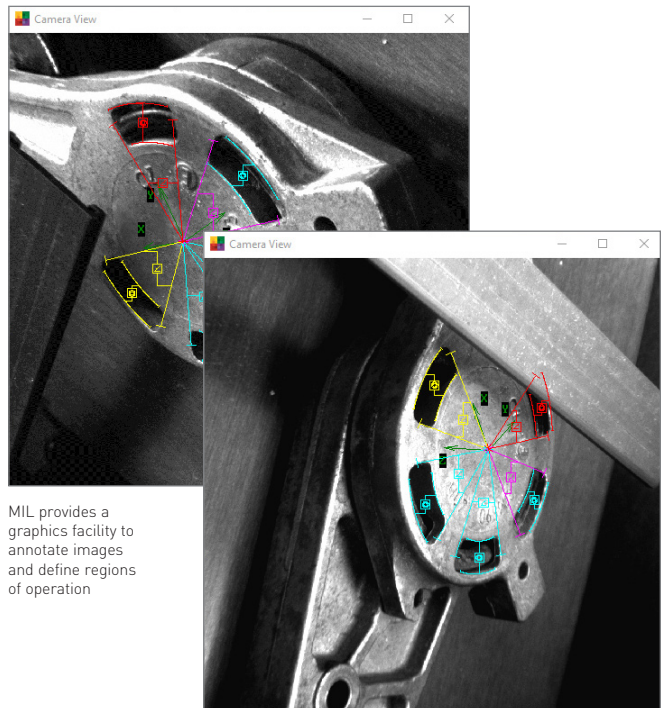 Camera View
Y
X
Camera View
X
Y
MIL provides a
graphics facility to
annotate images
and define regions
of operation